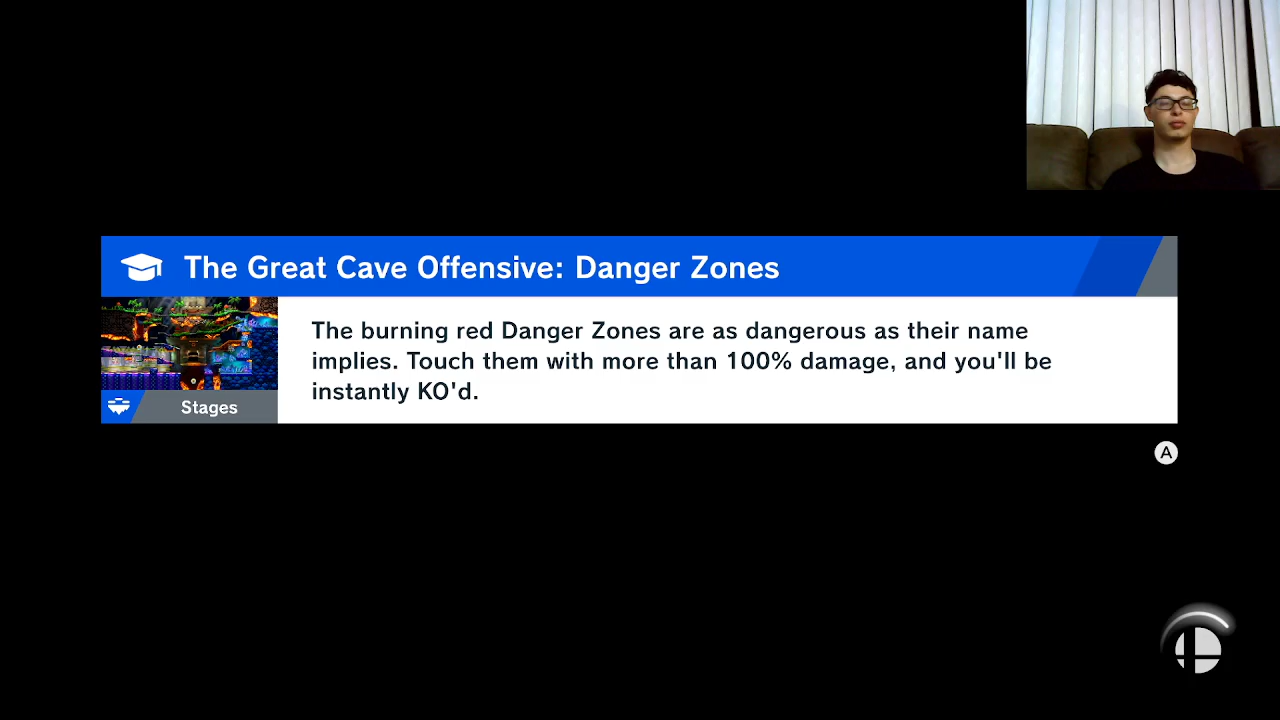 The Great Cave Offensive: Danger Zones
The burning red Danger Zones are as dangerous as their name
implies. Touch them with more than 100% damage, and you'll be
instantly KO'd.
Stages
A